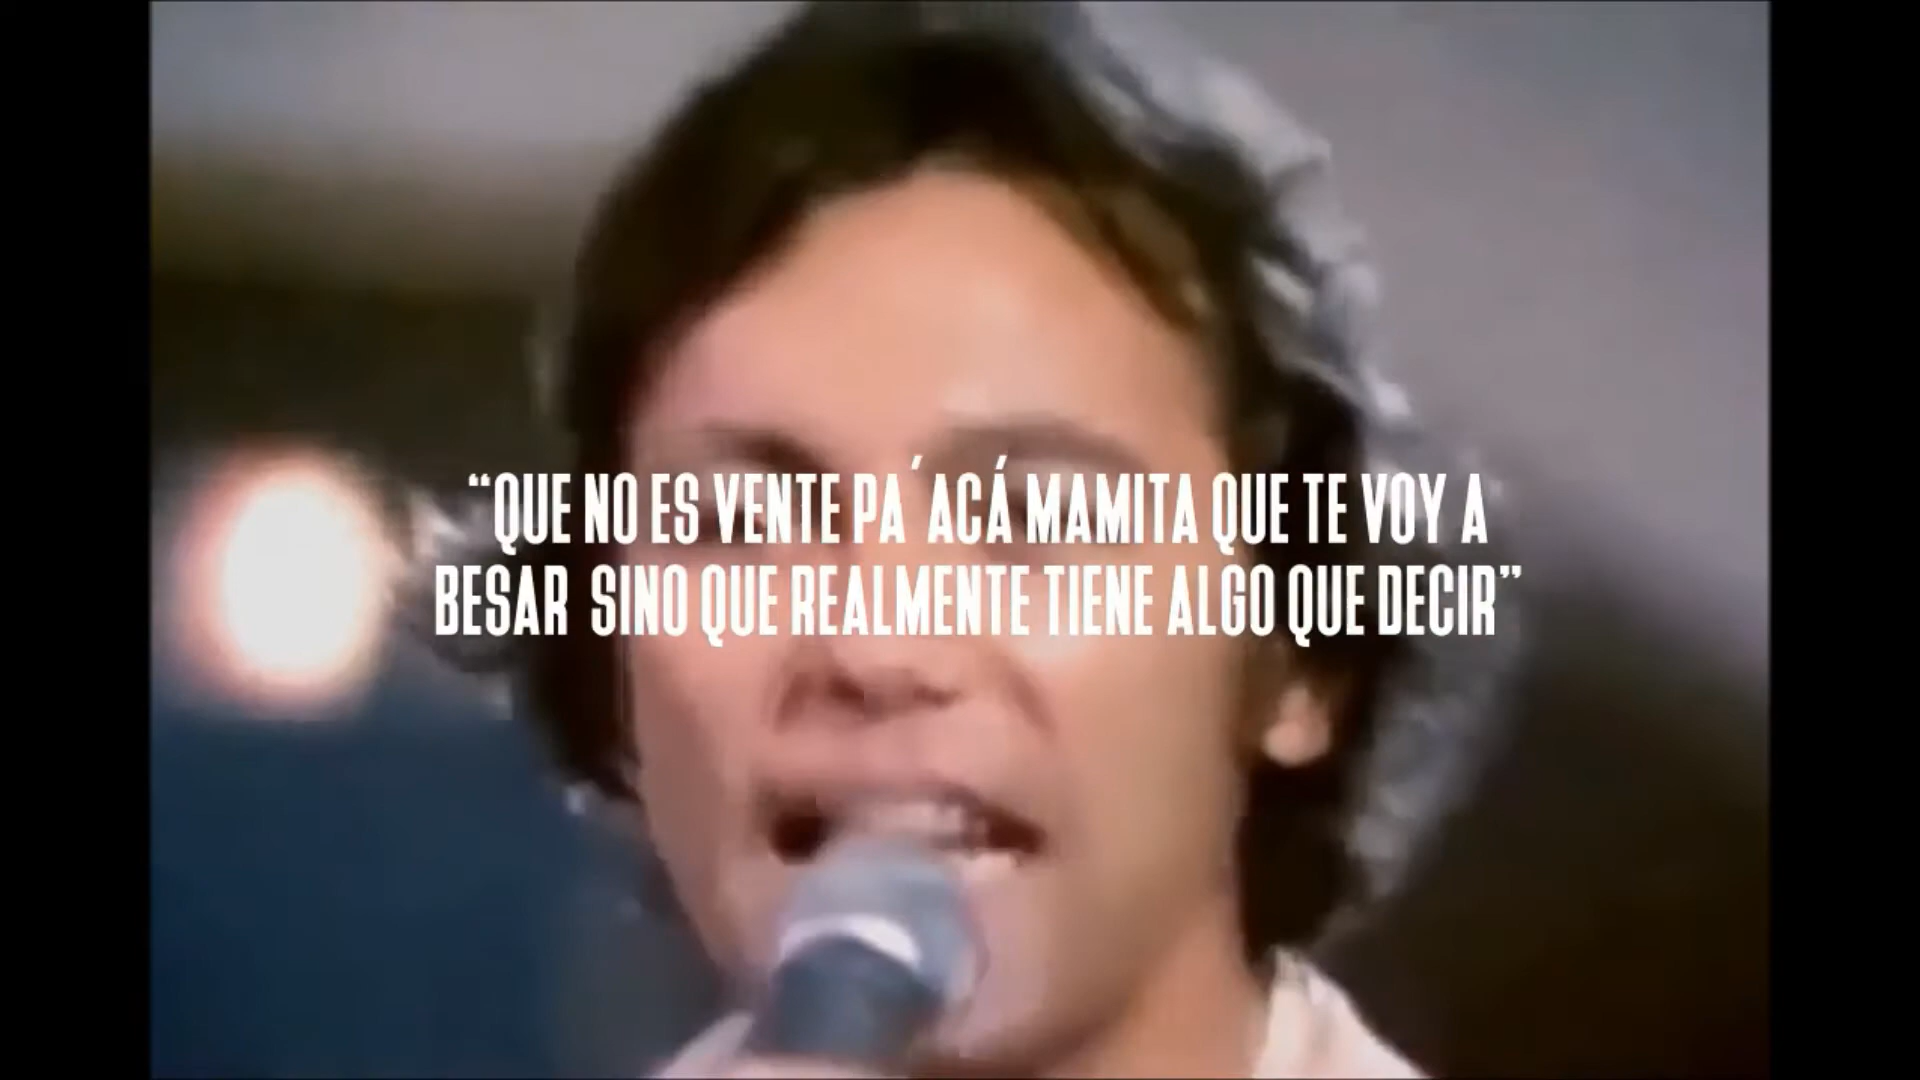 “QUE NO ES VENTE PA´ACÁ MAMITA QUE TE VOY A
BESAR SINO QUE REALMENTE TIENE ALGO QUE DECIR”